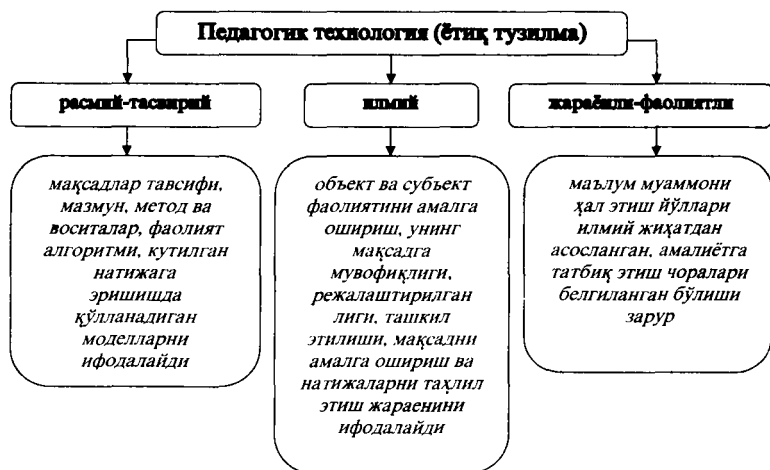 Педагогик технология (ётиқ тузилма)
расмий-тасвирий
илмий
жараёнли-фаолиятли
мақсадлар тавсифи,
мазмун, метод ва
воситалар, фаолият
алгоритми, кутилган
натижага
эришишда
қўлланадиган
моделларни
ифодалайди
объект ва субъект
фаолиятини амалга
ошириш, унинг
мақсадга
мувофиқлиги,
режалаштирилган
лиги, ташкил
этилиши, мақсадни
амалга ошириш ва
натижаларни таҳлил
этиш жараенини
ифодалайди
маълум муаммони
ҳал этиш йўллари
илмий жиҳатдан
асосланган, амалиётга
татбиқ этиш чоралари
белгиланган бўлиши
зарур